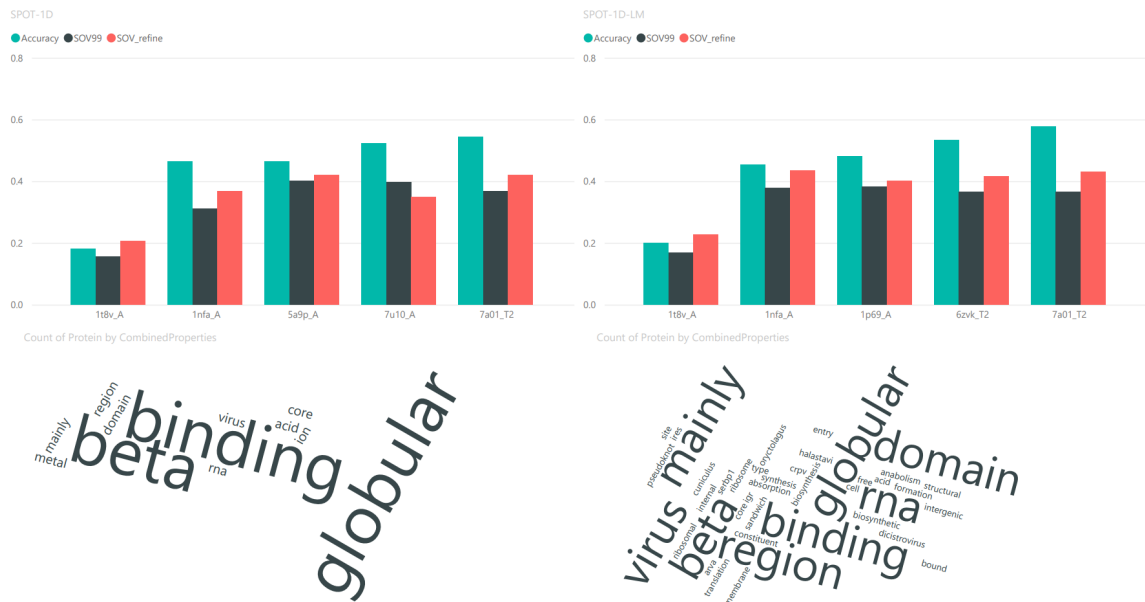 SPOT-1D
Accuracy SOV99 SOV_refine
0.8
0.6
0.4
0.2
0.0
1t8v_A 1nfa_A 5a9p_A 7u10_A 7a01_T2
Count of Protein by CombinedProperties
region
mainly
domain
metal
beta
binding
virus
core
acid
ion
rna
globular
SPOT-1D-LM
Accuracy SOV99 SOV_refine
0.8
0.6
0.4
0.2
0.0
1t8v_A 1nfa_A 1p69_A 6zvk_T2 7a01_T2
Count of Protein by CombinedProperties
mainly
virus
site
ires
pseudoknot
cuniculus
internal
serbp1
ribosome
oryctolagus
type
synthesis
absorption
entry
halastavi
crpv
biosynthesis
globular
domain
anabolism
structural
free
acid
formation
cell
rna
intergenic
beta
core
igr
sandwich
binding
biosynthetic
dicistrovirus
constituent
ribosomal
region
bound
arva
translation
membrane